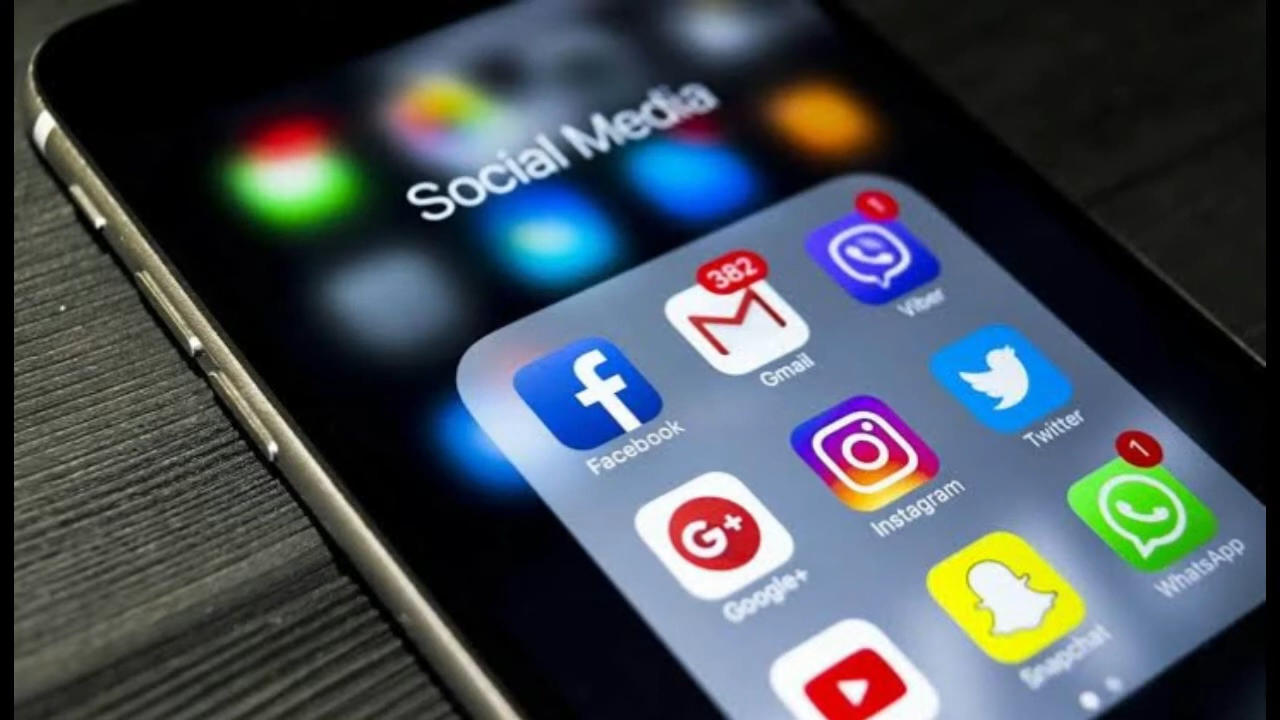 Social Media
Facebook
382
Gmail
1
Viber
G+
Google+
Instagram
Twitter
Snapchat
1
WhatsApp